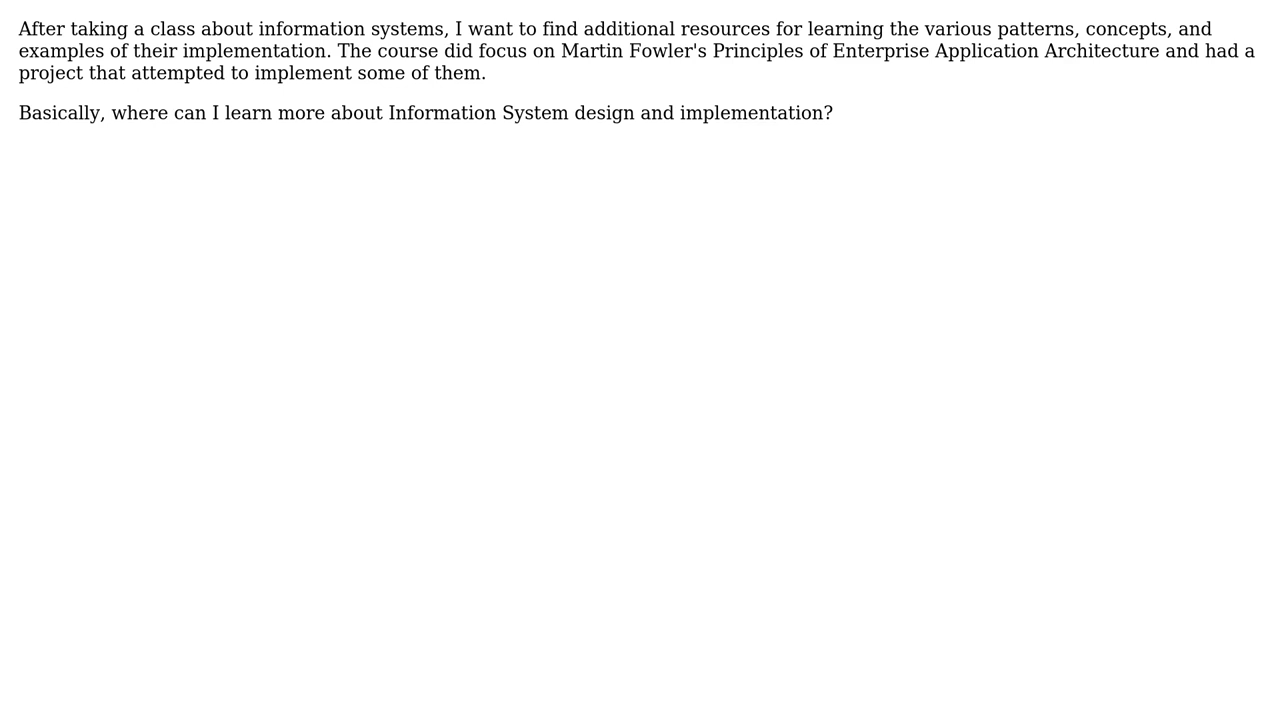 After taking a class about information systems, I want to find additional resources for learning the various patterns, concepts, and
examples of their implementation. The course did focus on Martin Fowler's Principles of Enterprise Application Architecture and had a
project that attempted to implement some of them.
Basically, where can I learn more about Information System design and implementation?